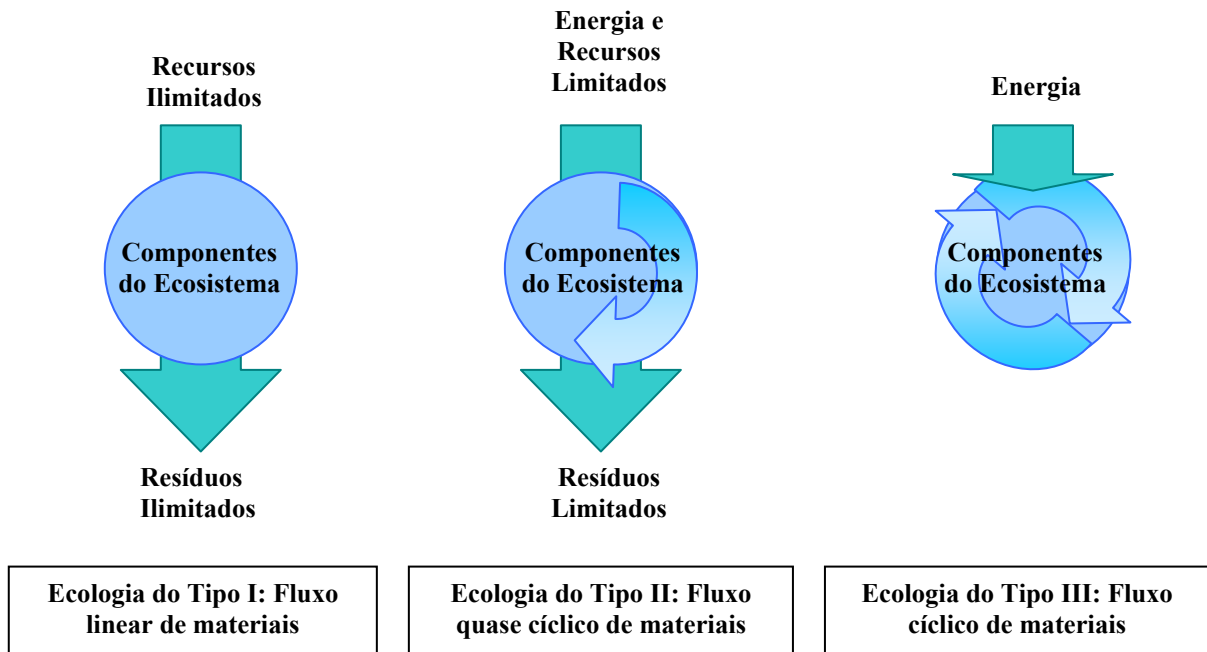 Recursos
Ilimitados
Componentes
do Ecosistema
Resíduos
Ilimitados
Ecologia do Tipo I: Fluxo
linear de materiais
Energia e
Recursos
Limitados
Componentes
do Ecosistema
Resíduos
Limitados
Ecologia do Tipo II: Fluxo
quase cíclico de materiais
Energia
Componentes
do Ecosistema
Ecologia do Tipo III: Fluxo
cíclico de materiais